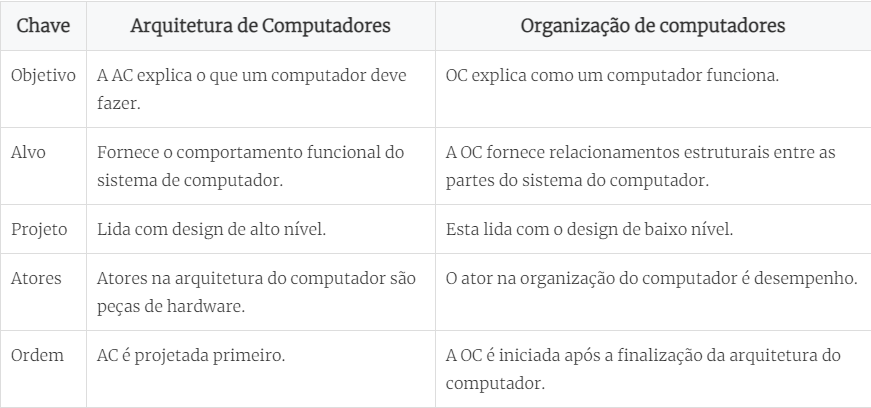 Chave Arquitetura de Computadores Organização de computadores
Objetivo A AC explica o que um computador deve OC explica como um computador funciona.
fazer.
Alvo Fornece o comportamento funcional do A OC fornece relacionamentos estruturais entre as
sistema de computador. partes do sistema do computador.
Projeto Lida com design de alto nível. Esta lida com o design de baixo nível.
Atores Atores na arquitetura do computador são O ator na organização do computador é desempenho.
peças de hardware.
Ordem AC é projetada primeiro. A OC é iniciada após a finalização da arquitetura do
computador.